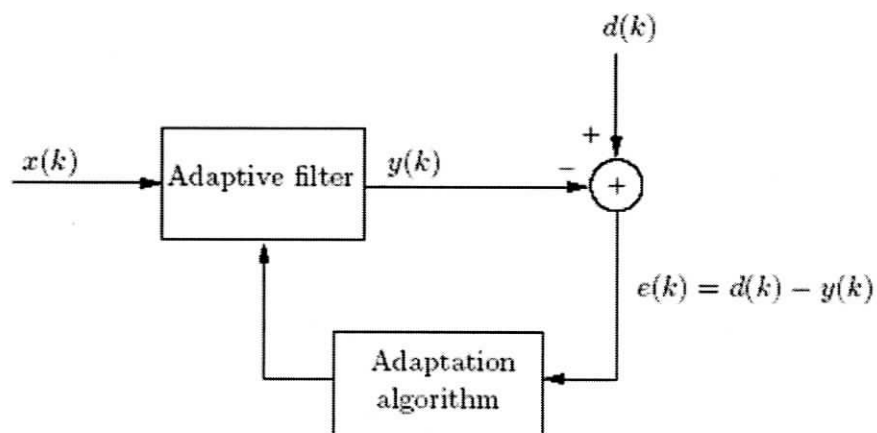 d(k)
+
x(k)
Adaptive filter
y(k)
−
+
e(k) = d(k) − y(k)
Adaptation
algorithm